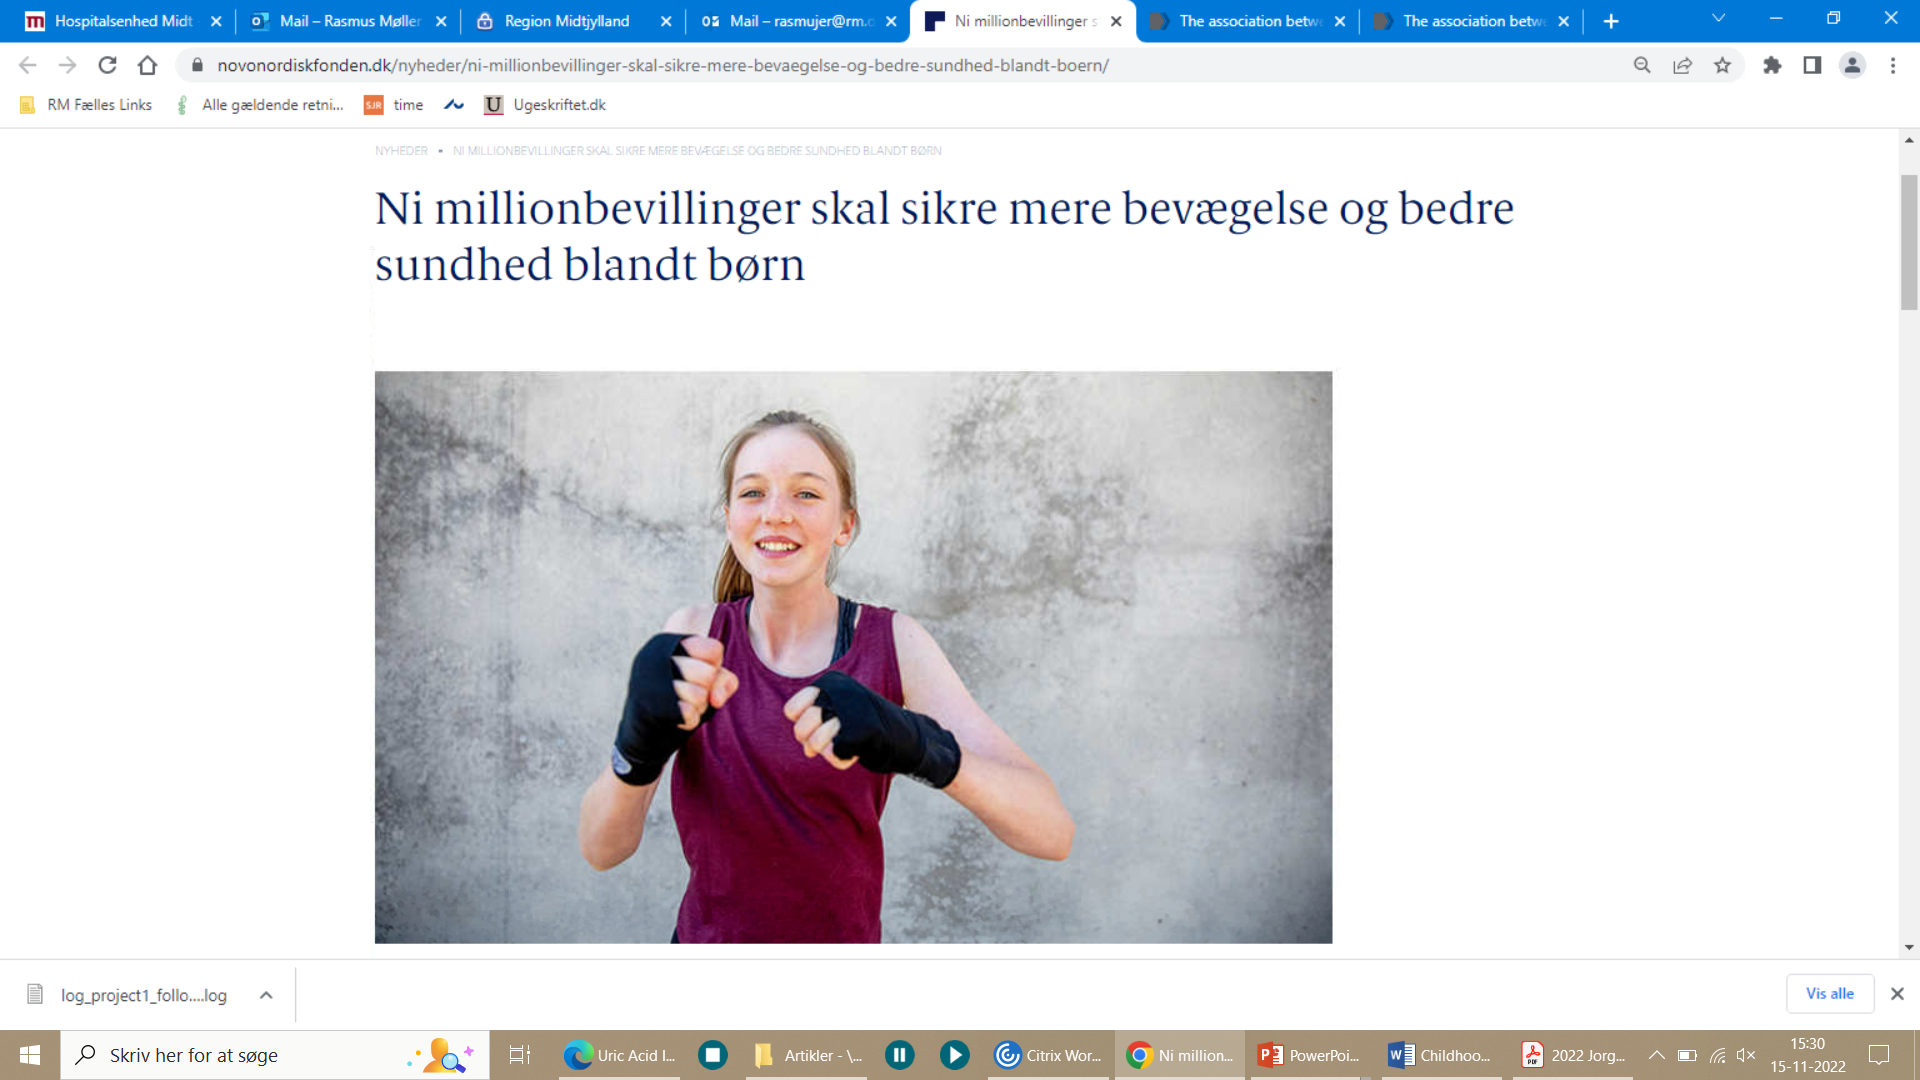 Hospitalsenhed Midt
Mail – Rasmus Møller
Region Midtjylland
Mail – rasmujer@rm.d
Ni millionbevillinger s
The association betw
The association betw
novonordiskfonden.dk/nyheder/ni-millionbevillinger-skal-sikre-mere-bevaegelse-og-bedre-sundhed-blandt-boern/
RM Fælles Links
Alle gældende retni...
SJR time
U Ugeskriftet.dk
NYHEDER • NI MILLIONBEVILLINGER SKAL SIKRE MERE BEVÆGELSE OG BEDRE SUNDHED BLANDT BØRN
Ni millionbevillinger skal sikre mere bevægelse og bedre
sundhed blandt børn
log_project1_follo....log
Vis alle
Skriv her for at søge
Uric Acid I...
Artikler - \...
Citrix Wor...
Ni million...
PowerPoi...
Childhoo...
2022 Jorg...
15:30
15-11-2022